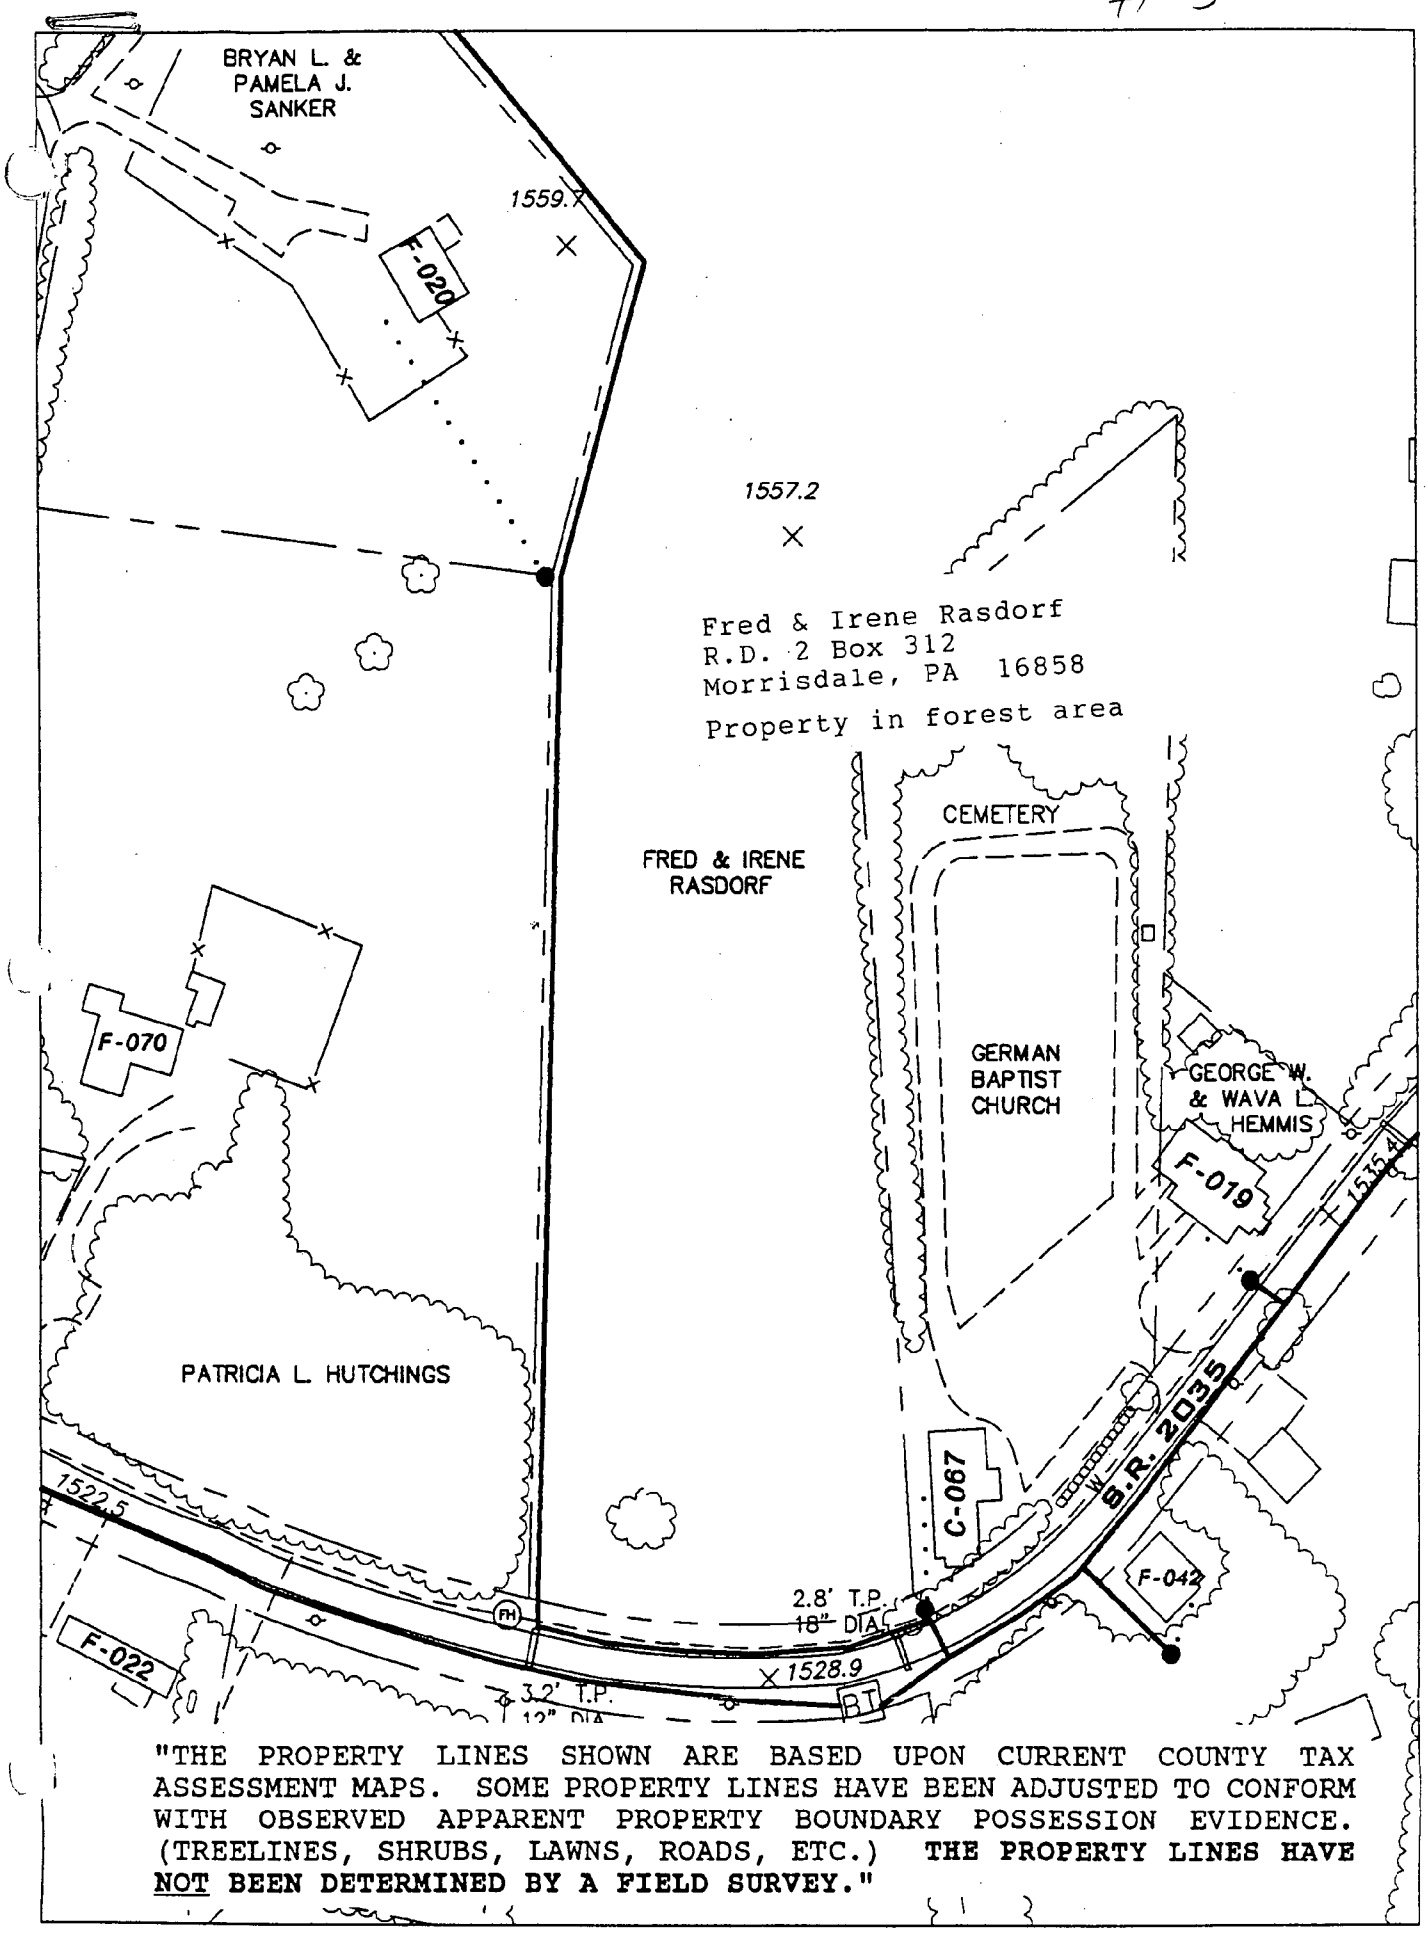 BRYAN L. &
PAMELA J.
SANKER
1559.7
F-020
1557.2
Fred & Irene Rasdorf
R.D. 2 Box 312
Morrisdale, PA 16858
Property in forest area
CEMETERY
FRED & IRENE
RASDORF
F-070
GERMAN
BAPTIST
CHURCH
GEORGE W.
& WAVA L.
HEMMIS
F-019
1535.4
PATRICIA L. HUTCHINGS
S.R. 2035
W
C-067
1522.5
F-042
2.8' T.P.
18" DIA.
FH
F-022
1528.9
3.2' T.P.
12" DIA
BT
"THE PROPERTY LINES SHOWN ARE BASED UPON CURRENT COUNTY TAX
ASSESSMENT MAPS. SOME PROPERTY LINES HAVE BEEN ADJUSTED TO CONFORM
WITH OBSERVED APPARENT PROPERTY BOUNDARY POSSESSION EVIDENCE.
(TREELINES, SHRUBS, LAWNS, ROADS, ETC.) THE PROPERTY LINES HAVE
NOT BEEN DETERMINED BY A FIELD SURVEY."